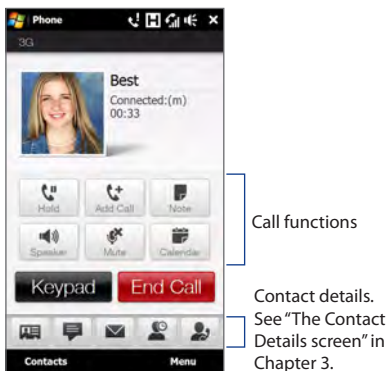 Phone
3G
Best
Connected:(m)
00:33
Hold
Add Call
Note
Speaker
Mute
Calendar
Call functions
Keypad
End Call
Contact details.
See “The Contact
Details screen” in
Chapter 3.
Contacts
Menu